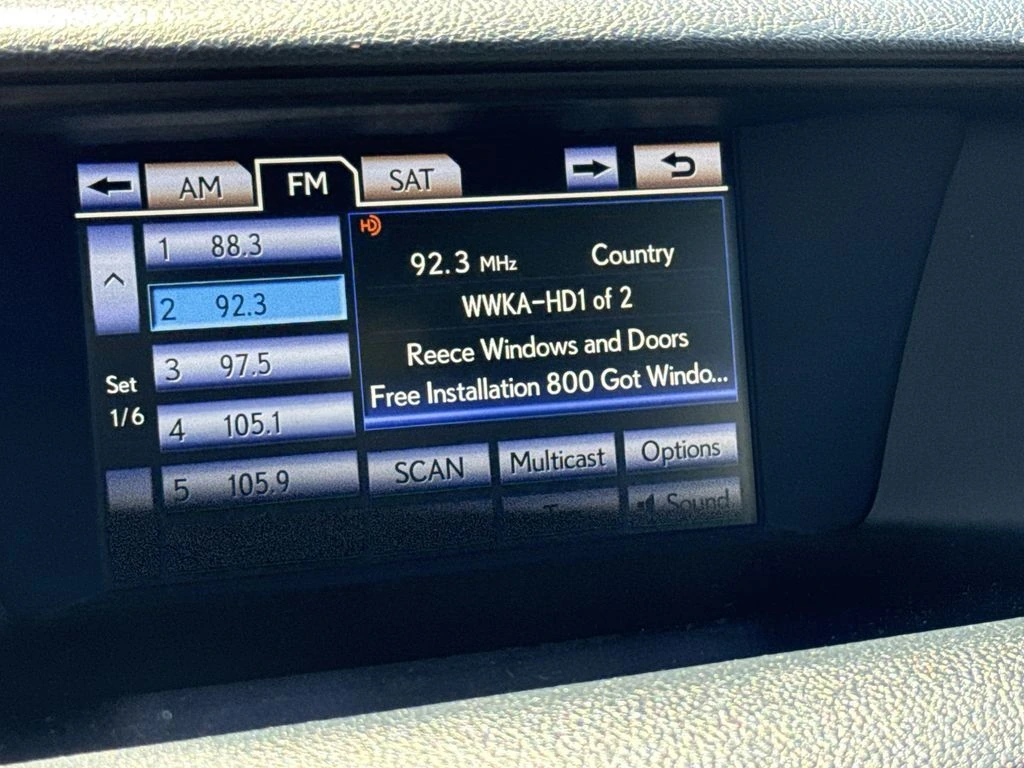 AM FM SAT
HD
1 88.3
92.3 MHz Country
2 92.3
WWKA-HD1 of 2
3 97.5
Reece Windows and Doors
Free Installation 800 Got Windo...
Set
1/6
4 105.1
5 105.9
SCAN Multicast Options
Sound